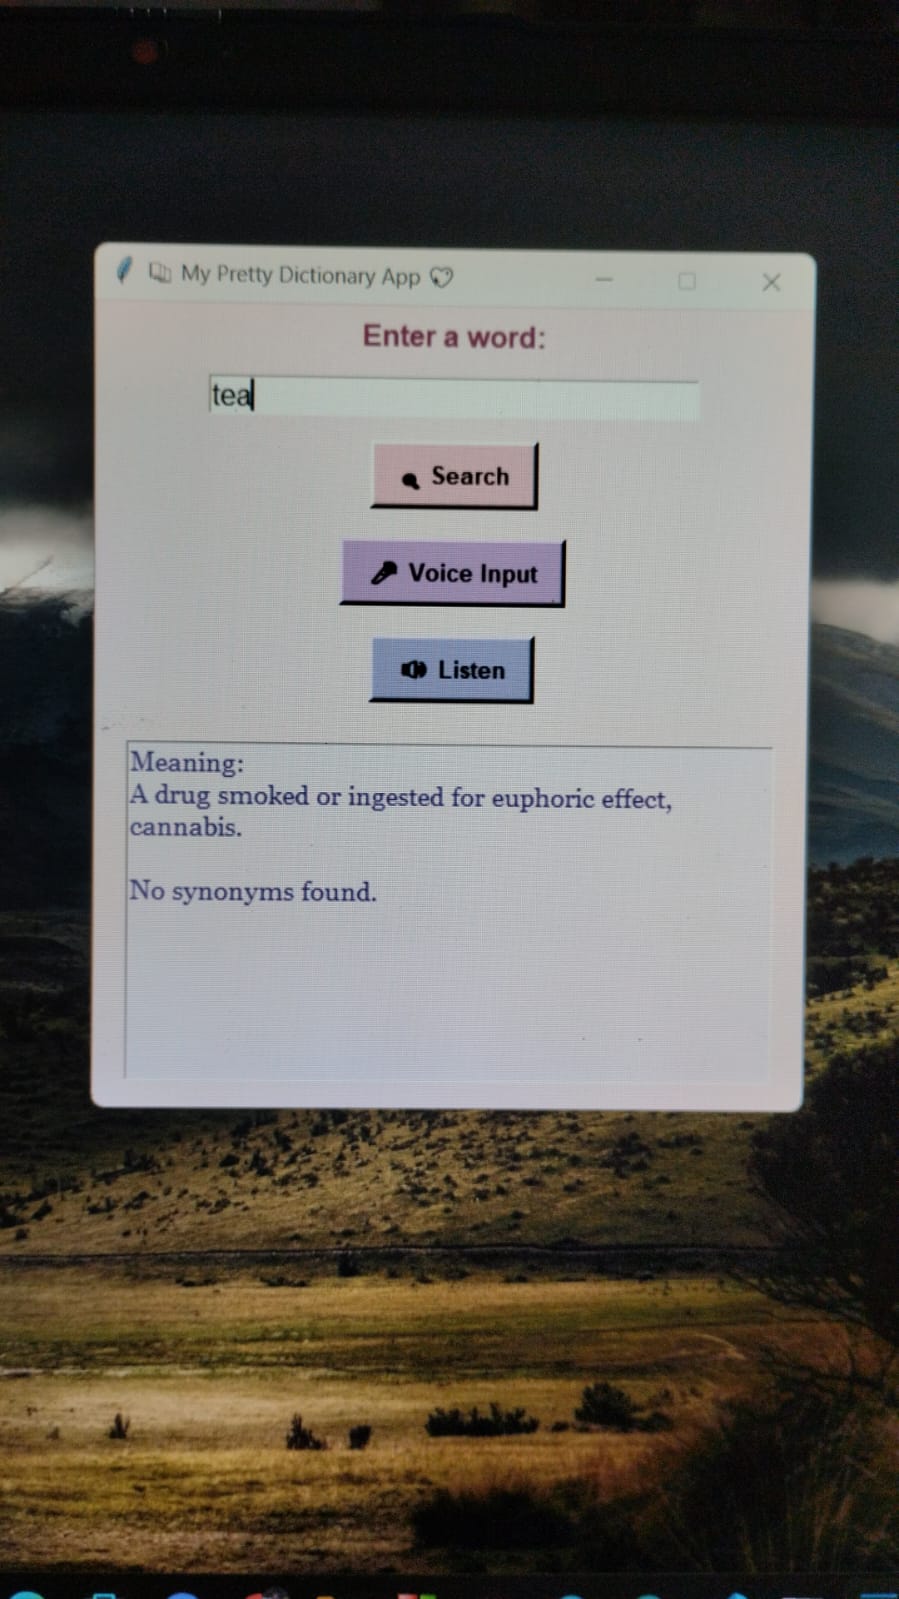 My Pretty Dictionary App
Enter a word:
tea
Search
Voice Input
Listen
Meaning:
A drug smoked or ingested for euphoric effect,
cannabis.
No synonyms found.